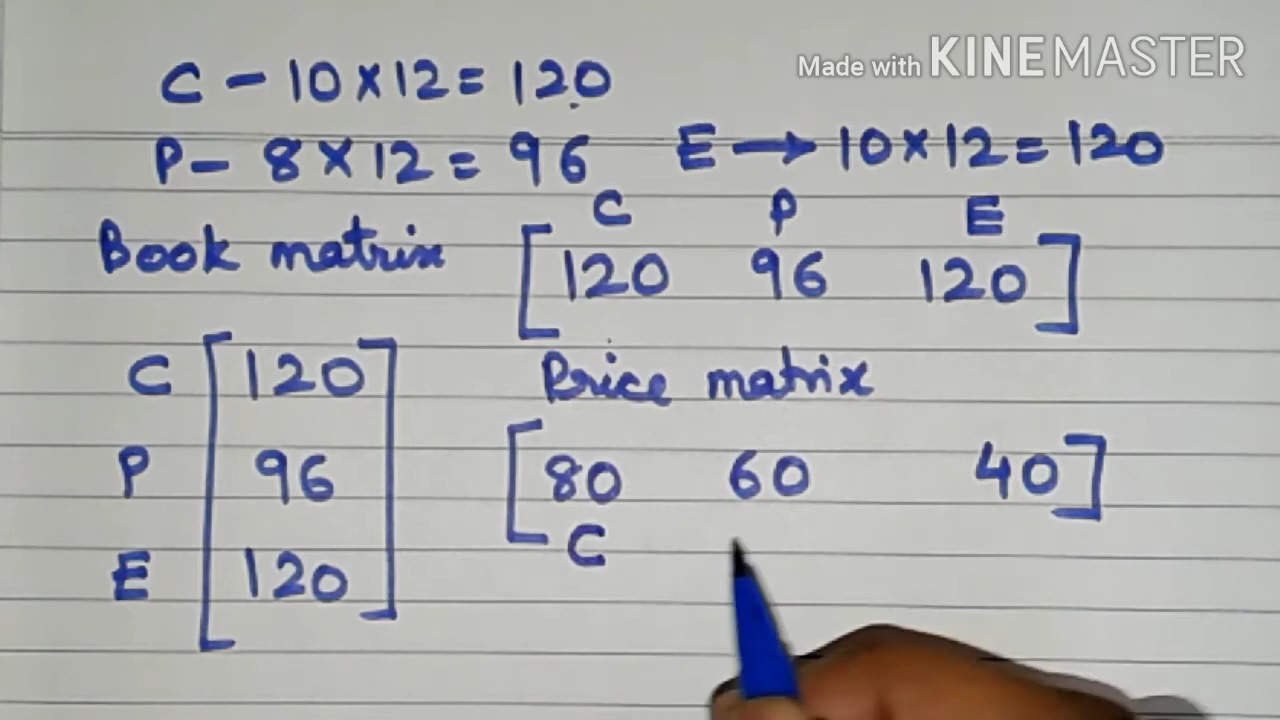 Made with KINEMASTER
C - 10 × 12 = 120
P - 8 × 12 = 96 E → 10 × 12 = 120
C P E
Book matrix [120 96 120]
C [120] Price matrix
P [96] [80 60 40]
C
E [120]